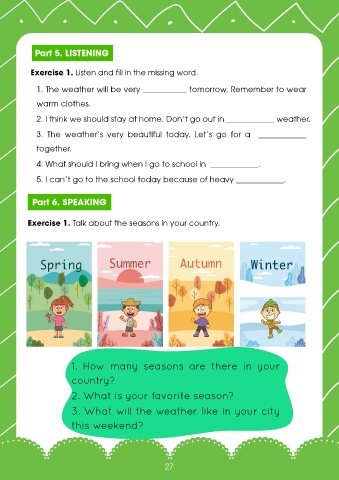 Part 5. LISTENING
Exercise 1. Listen and fill in the missing word.
1. The weather will be very __________ tomorrow. Remember to wear
warm clothes.
2. I think we should stay at home. Don't go out in ___________ weather.
3. The weather's very beautiful today. Let's go for a ___________
together.
4. What should I bring when I go to school in ___________.
5. I can't go to the school today because of heavy ___________.
Part 6. SPEAKING
Exercise 1. Talk about the seasons in your country.
Spring Summer Autumn Winter
1. How many seasons are there in your
country?
2. What is your favorite season?
3. What will the weather like in your city
this weekend?
27